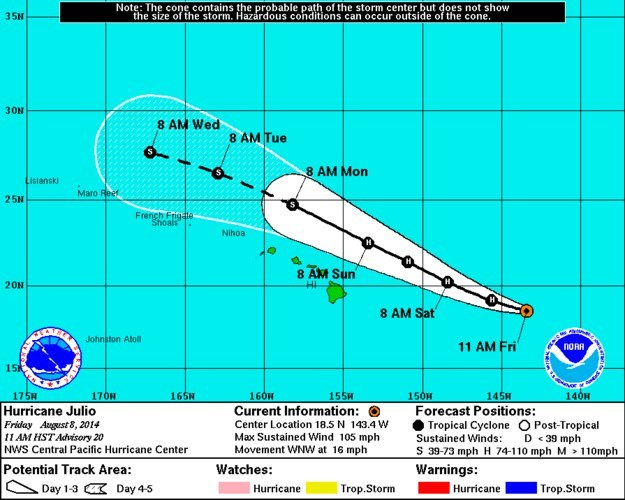 Note: The cone contains the probable path of the storm center but does not show
the size of the storm. Hazardous conditions can occur outside of the cone.
35N
30N
25N
20N
15N
8 AM Wed
8 AM Tue
8 AM Mon
8 AM Sun
8 AM Sat
11 AM Fri
S
S
S
H
H
H
H
Lisianski
Maro Reef
French Frigate
Shoals
Nihoa
HI
Johnston Atoll
NOAA
175W 170W 165W 160W 155W 150W 145W 140W
Hurricane Julio
Friday August 8, 2014
11 AM HST Advisory 20
NWS Central Pacific Hurricane Center
Current Information:
Center Location 18.5 N 143.4 W
Max Sustained Wind 105 mph
Movement WNW at 16 mph
Forecast Positions:
Tropical Cyclone Post-Tropical
Sustained Winds: D < 39 mph
S 39-73 mph H 74-110 mph M > 110mph
Potential Track Area:
Day 1-3 Day 4-5
Watches:
Hurricane Trop.Storm
Warnings:
Hurricane Trop.Storm